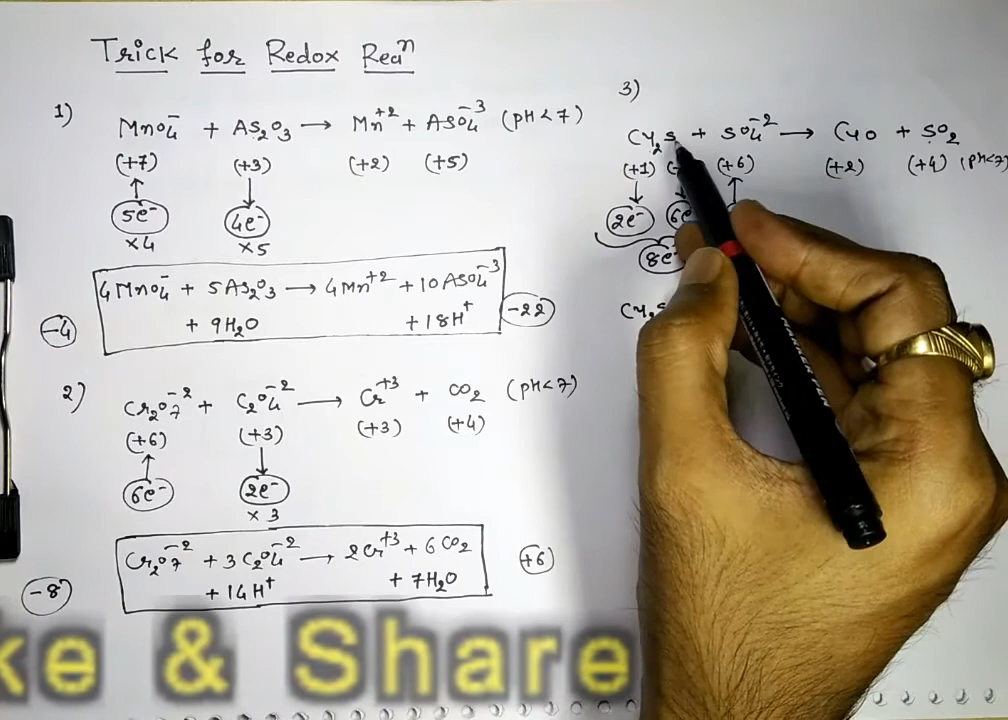 Trick for Redox Reaⁿ
1)
MnO₄⁻ + As₂O₃ → Mn⁺² + AsO₄⁻³ (pH<7)
(+7) (+3) (+2) (+5)
5e⁻ 4e⁻
×4 ×5
4MnO₄⁻ + 5As₂O₃ → 4Mn⁺² + 10AsO₄⁻³
+ 9H₂O + 18H⁺
-4 -22
2)
Cr₂O₇⁻² + C₂O₄⁻² → Cr⁺³ + CO₂ (pH<7)
(+6) (+3) (+3) (+4)
6e⁻ 2e⁻
×3
Cr₂O₇⁻² + 3C₂O₄⁻² → 2Cr⁺³ + 6CO₂
+ 14H⁺ + 7H₂O
-8 +6
3)
Cu₂S + SO₄⁻² → CuO + SO₂
(+1) (+6) (+2) (+4) (pH<7)
2e⁻ 6e
8e⁻
ke & Share